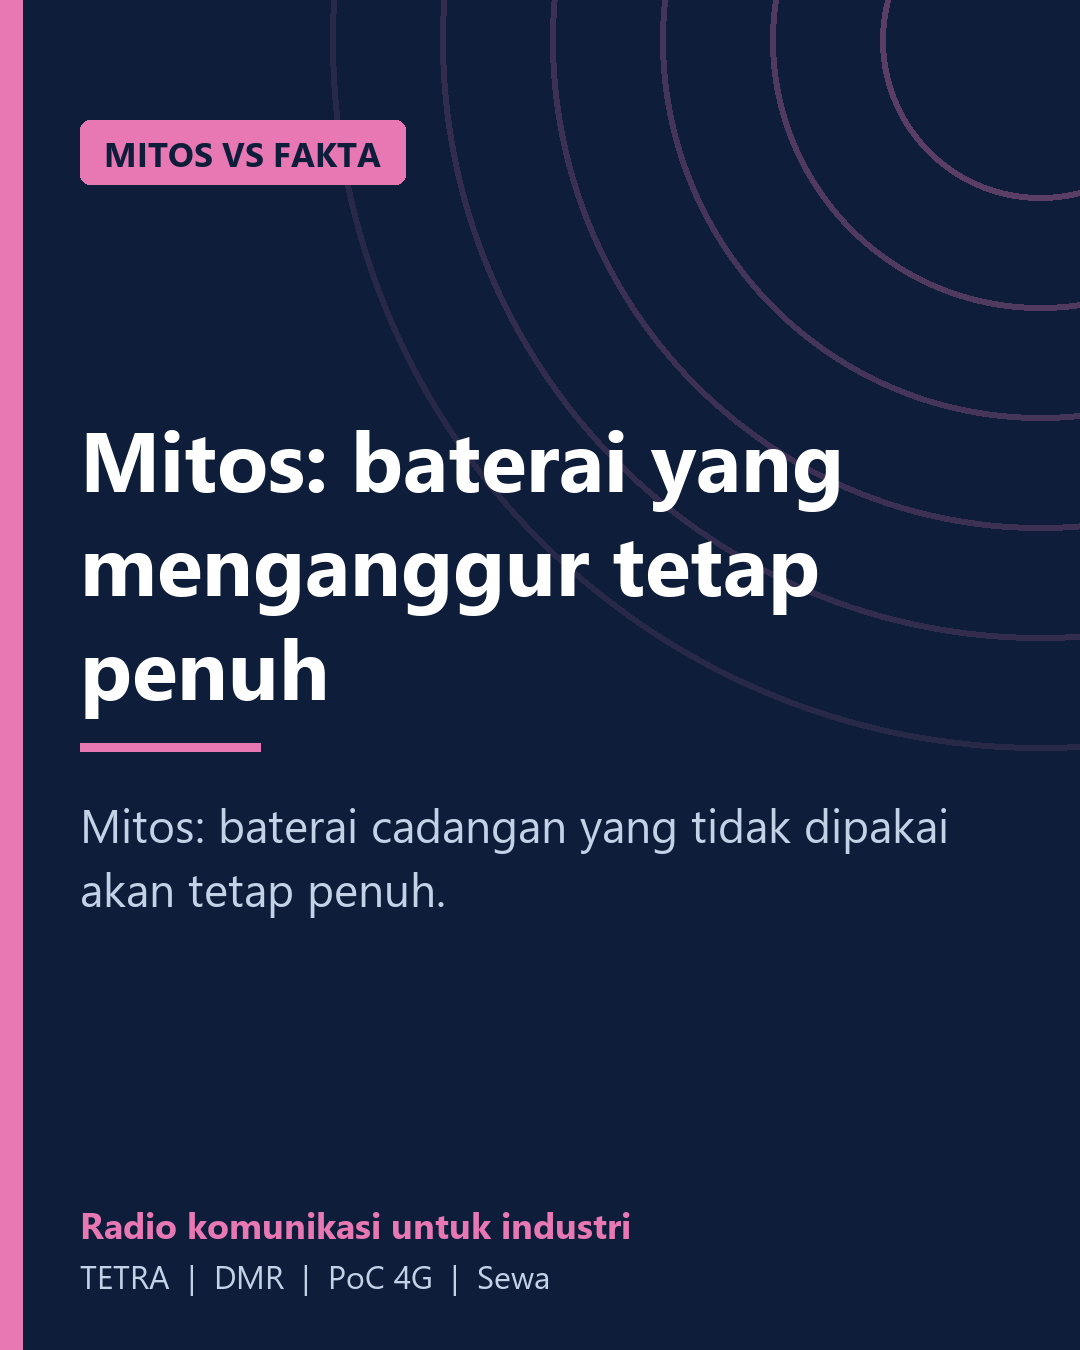 MITOS VS FAKTA
Mitos: baterai yang
menganggur tetap
penuh
Mitos: baterai cadangan yang tidak dipakai
akan tetap penuh.
Radio komunikasi untuk industri
TETRA | DMR | PoC 4G | Sewa